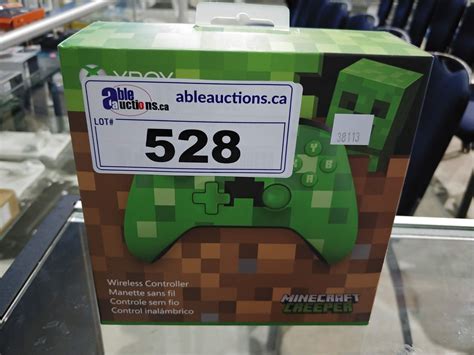 XBOX
able
auctions.ca
ableauctions.ca
LOT#
528
38113
Y
B
Wireless Controller
Manette sans fil
Controle sem fio
Control inalámbrico
MINECRAFT
CREEPER